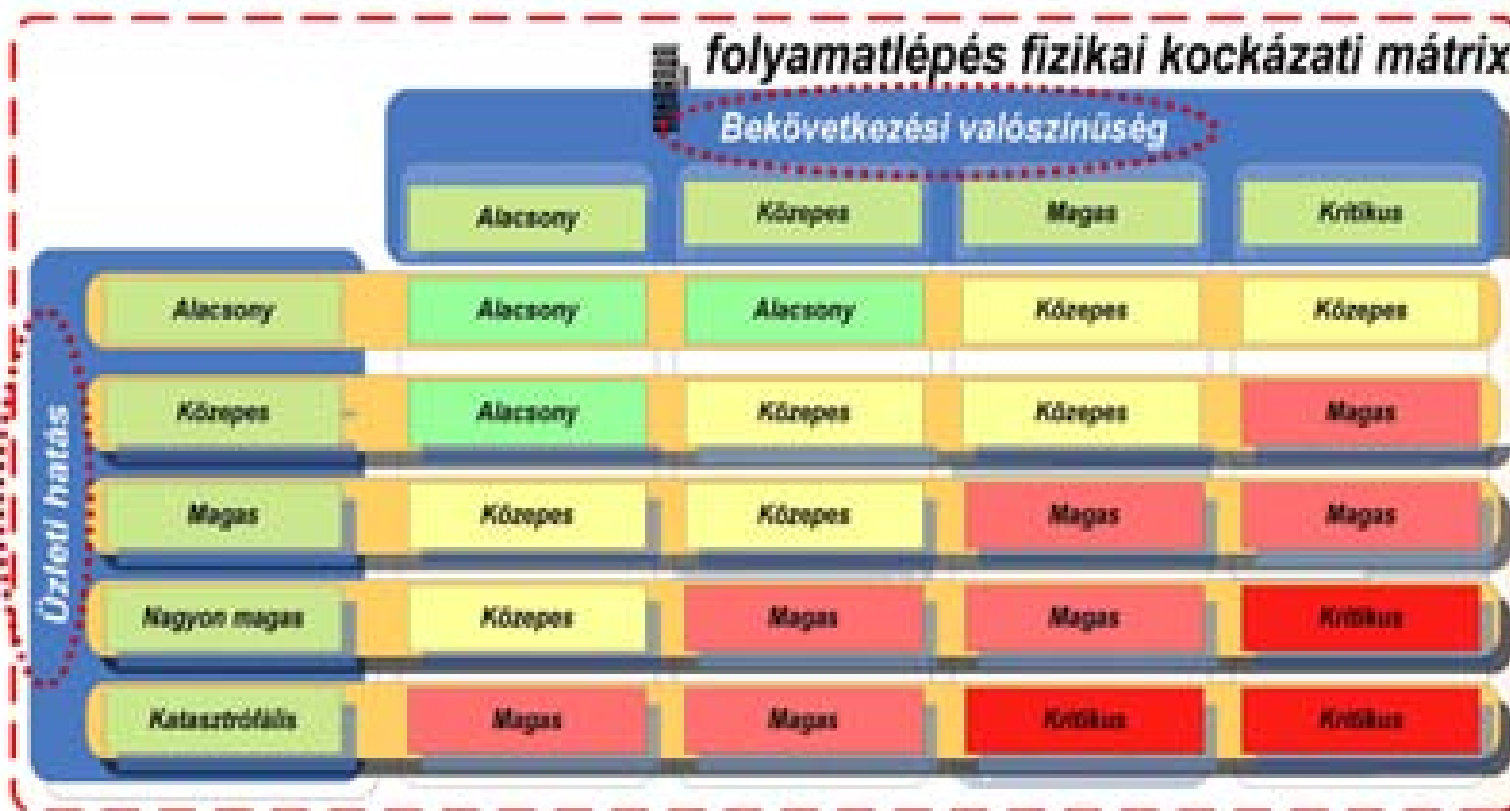 folyamatlépés fizikai kockázati mátrix
Bekövetkezési valószínűség
Alacsony Közepes Magas Kritikus
Üzleti hatás
Alacsony Alacsony Alacsony Közepes Közepes
Közepes Alacsony Közepes Közepes Magas
Magas Közepes Közepes Magas Magas
Nagyon magas Közepes Magas Magas Kritikus
Katasztrófális Magas Magas Kritikus Kritikus